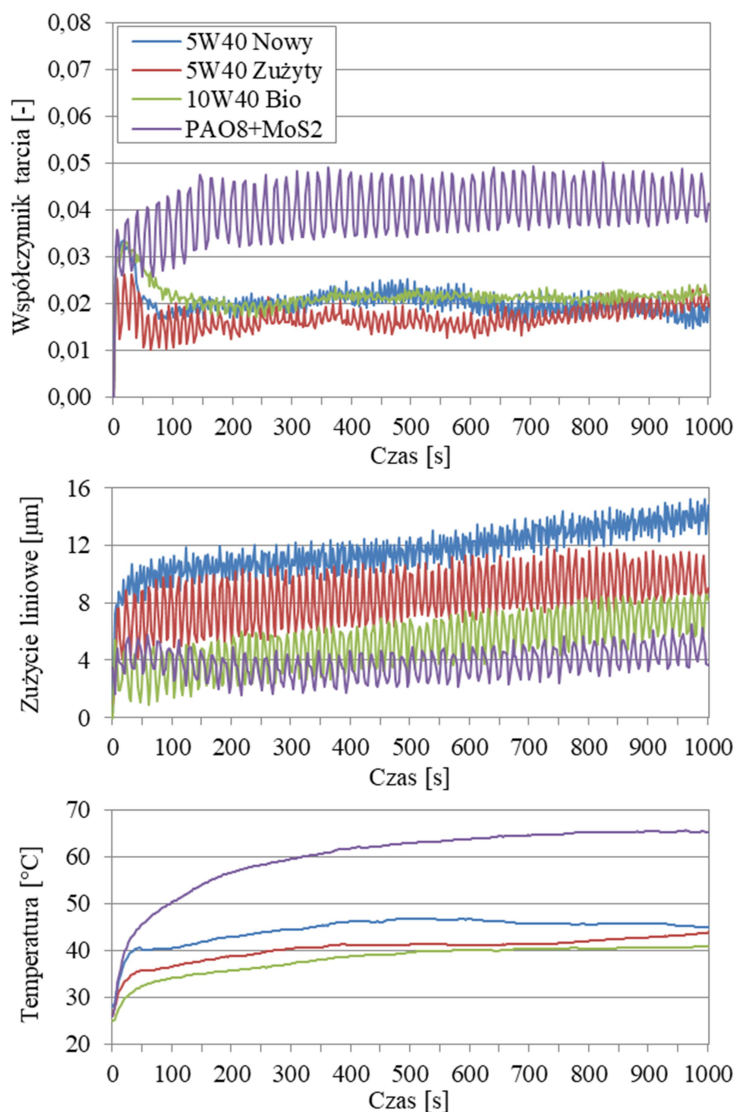 0,08
0,07
0,06
0,05
0,04
0,03
0,02
0,01
0,00
Współczynnik tarcia [-]
5W40 Nowy
5W40 Zużyty
10W40 Bio
PAO8+MoS2
0 100 200 300 400 500 600 700 800 900 1000
Czas [s]
16
12
8
4
0
Zużycie liniowe [µm]
0 100 200 300 400 500 600 700 800 900 1000
Czas [s]
70
60
50
40
30
20
Temperatura [°C]
0 100 200 300 400 500 600 700 800 900 1000
Czas [s]